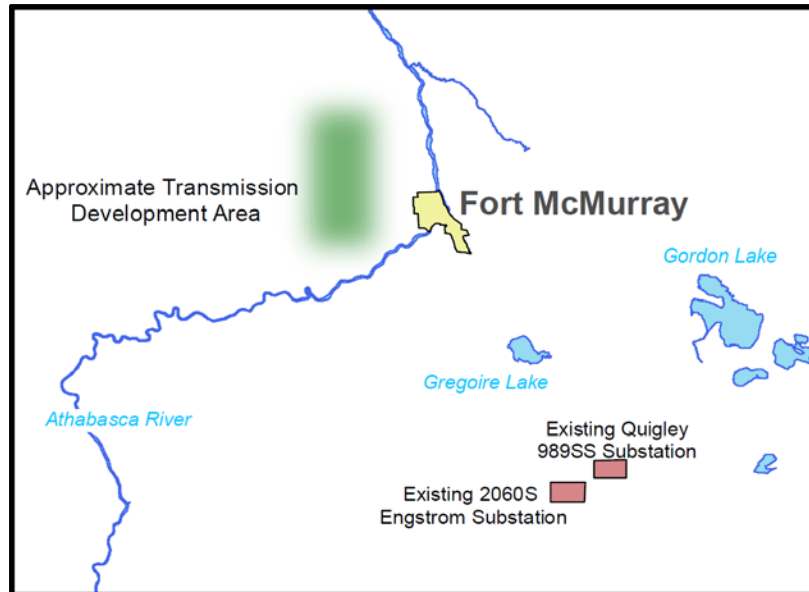 Approximate Transmission
Development Area
Fort McMurray
Gordon Lake
Gregoire Lake
Athabasca River
Existing Quigley
989SS Substation
Existing 2060S
Engstrom Substation